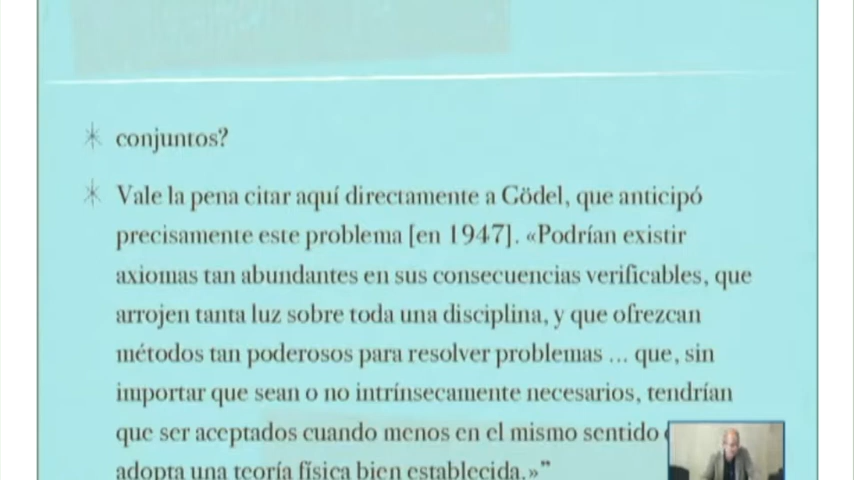 conjuntos?
Vale la pena citar aquí directamente a Gödel, que anticipó
precisamente este problema [en 1947]. «Podrían existir
axiomas tan abundantes en sus consecuencias verificables, que
arrojen tanta luz sobre toda una disciplina, y que ofrezcan
métodos tan poderosos para resolver problemas ... que, sin
importar que sean o no intrínsecamente necesarios, tendrían
que ser aceptados cuando menos en el mismo sentido
adopta una teoría física bien establecida.»”